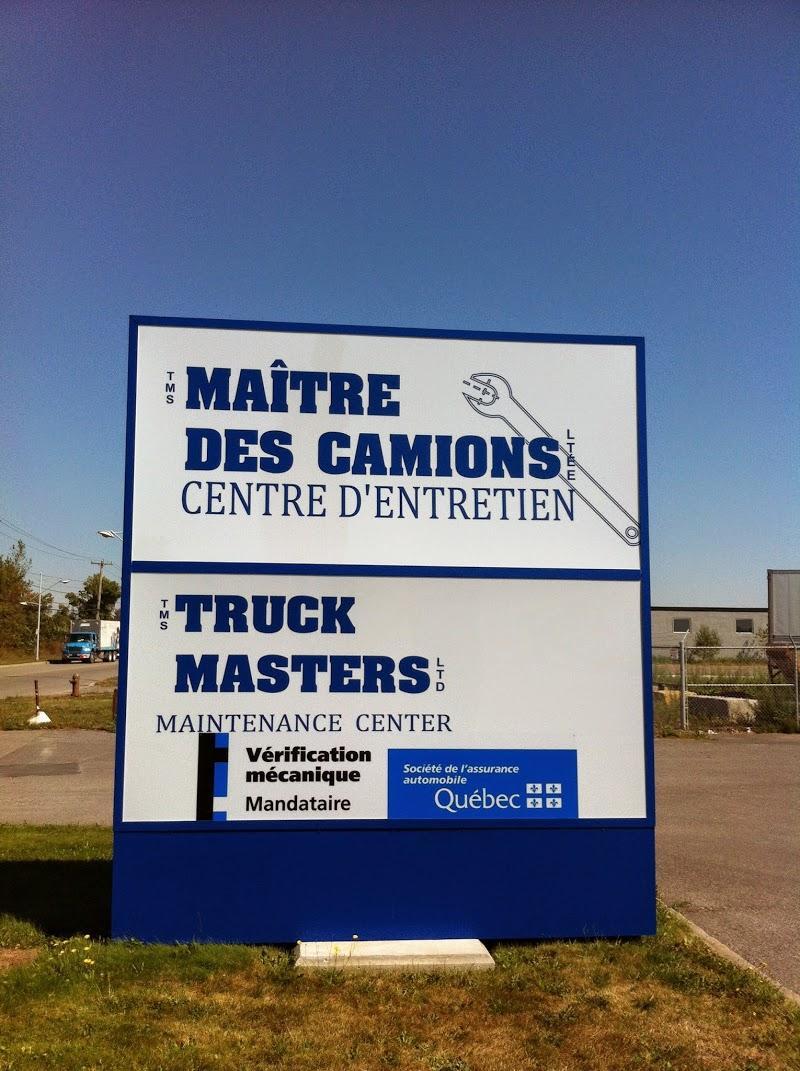 TMS
MAÎTRE
DES CAMIONS
LTÉE
CENTRE D'ENTRETIEN
TMS
TRUCK
MASTERS
LTD
MAINTENANCE CENTER
Vérification
mécanique
Mandataire
Société de l'assurance
automobile
Québec